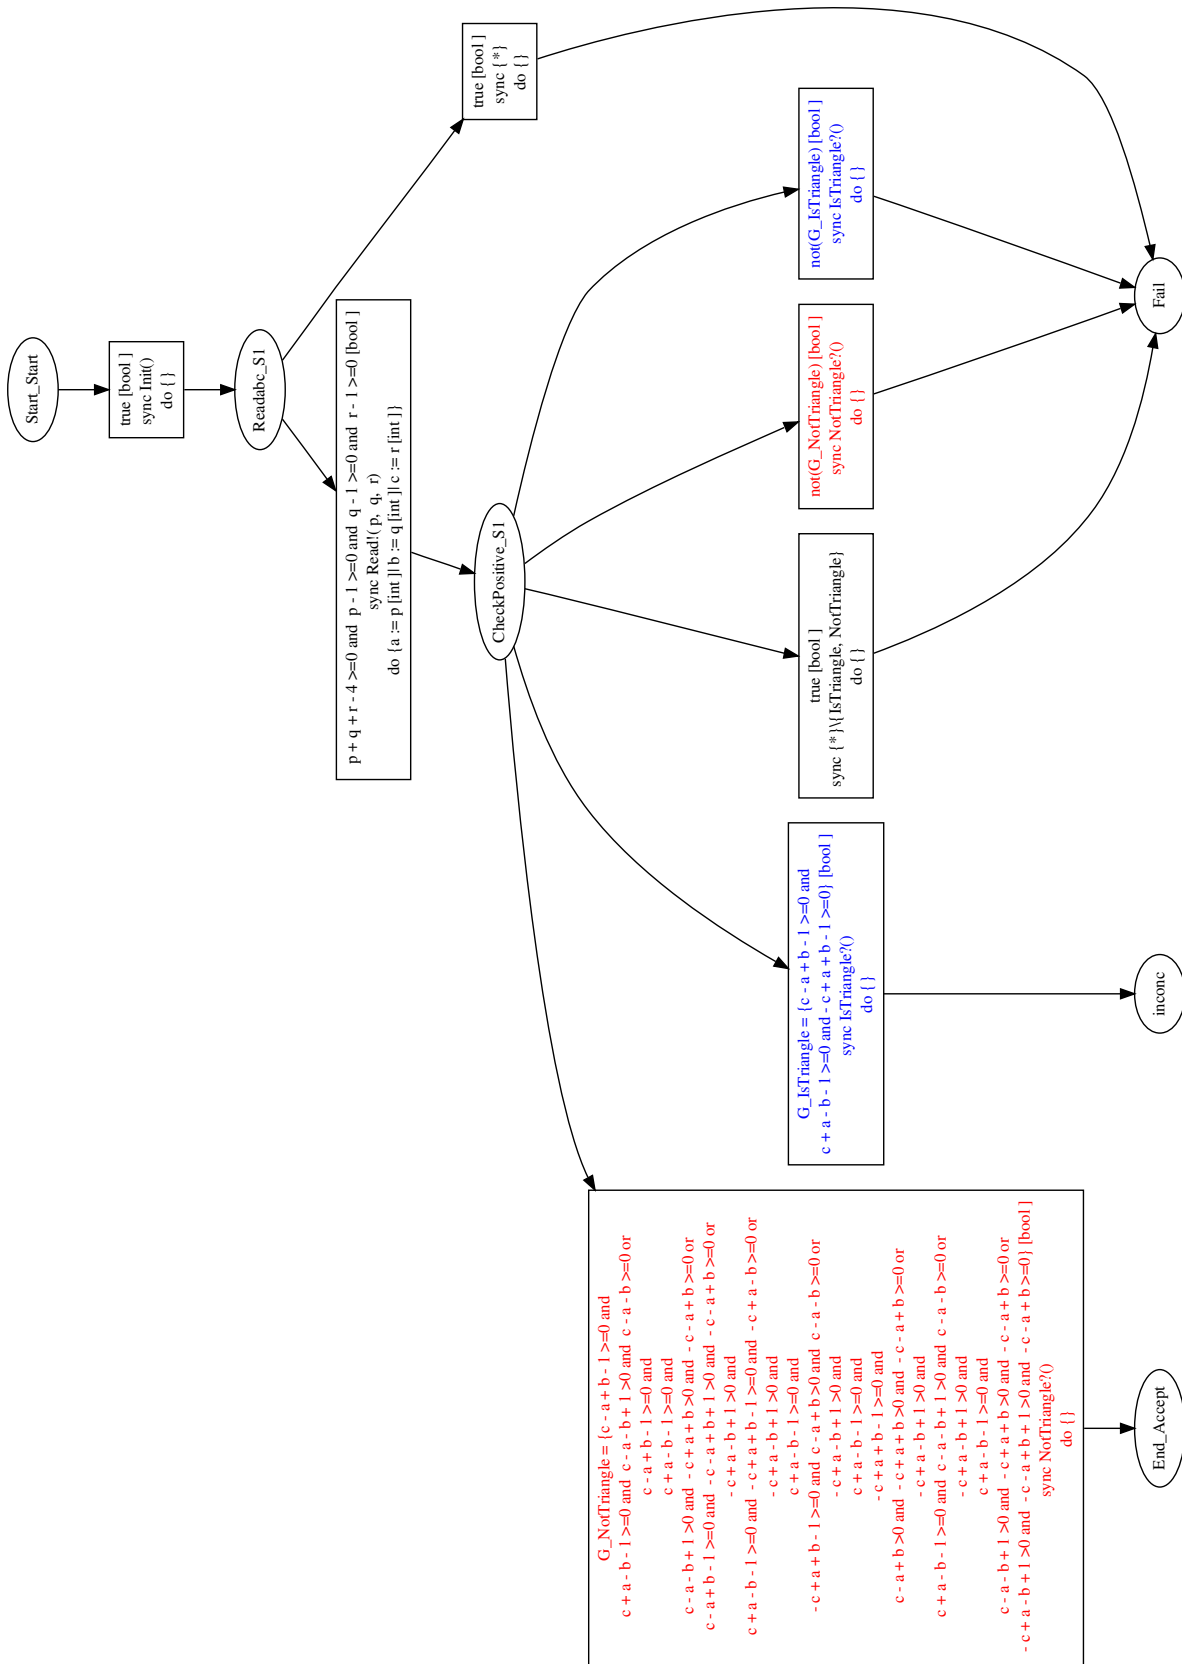 Start_Start
true [bool ]
sync Init()
do { }
Readabc_S1
true [bool ]
sync { * }
do { }
p + q + r - 4 >=0 and p - 1 >=0 and q - 1 >=0 and r - 1 >=0 [bool ]
sync Read!( p, q, r)
do {a := p [int ]| b := q [int ]| c := r [int ]}
CheckPositive_S1
not(G_IsTriangle) [bool ]
sync IsTriangle?()
do { }
not(G_NotTriangle) [bool ]
sync NotTriangle?()
do { }
true [bool ]
sync { * }\{IsTriangle, NotTriangle}
do { }
G_IsTriangle = {c - a + b - 1 >=0 and
c + a - b - 1 >=0 and - c + a + b - 1 >=0} [bool ]
sync IsTriangle?()
do { }
G_NotTriangle = {c - a + b - 1 >=0 and
c + a - b - 1 >=0 and c - a - b + 1 >0 and c - a - b >=0 or
c - a + b - 1 >=0 and
c + a - b - 1 >=0 and
c - a - b + 1 >0 and - c + a + b >0 and - c - a + b >=0 or
c - a + b - 1 >=0 and - c - a + b + 1 >0 and - c - a + b >=0 or
- c + a - b + 1 >0 and
c + a - b - 1 >=0 and - c + a + b - 1 >=0 and - c + a - b >=0 or
- c + a - b + 1 >0 and
c + a - b - 1 >=0 and
- c + a + b - 1 >=0 and c - a + b >0 and c - a - b >=0 or
- c + a - b + 1 >0 and
c + a - b - 1 >=0 and
- c + a + b - 1 >=0 and
c - a + b >0 and - c + a + b >0 and - c - a + b >=0 or
- c + a - b + 1 >0 and
c + a - b - 1 >=0 and c - a - b + 1 >0 and c - a - b >=0 or
- c + a - b + 1 >0 and
c + a - b - 1 >=0 and
c - a - b + 1 >0 and - c + a + b >0 and - c - a + b >=0 or
- c + a - b + 1 >0 and - c - a + b + 1 >0 and - c - a + b >=0} [bool ]
sync NotTriangle?()
do { }
Fail
inconc
End_Accept